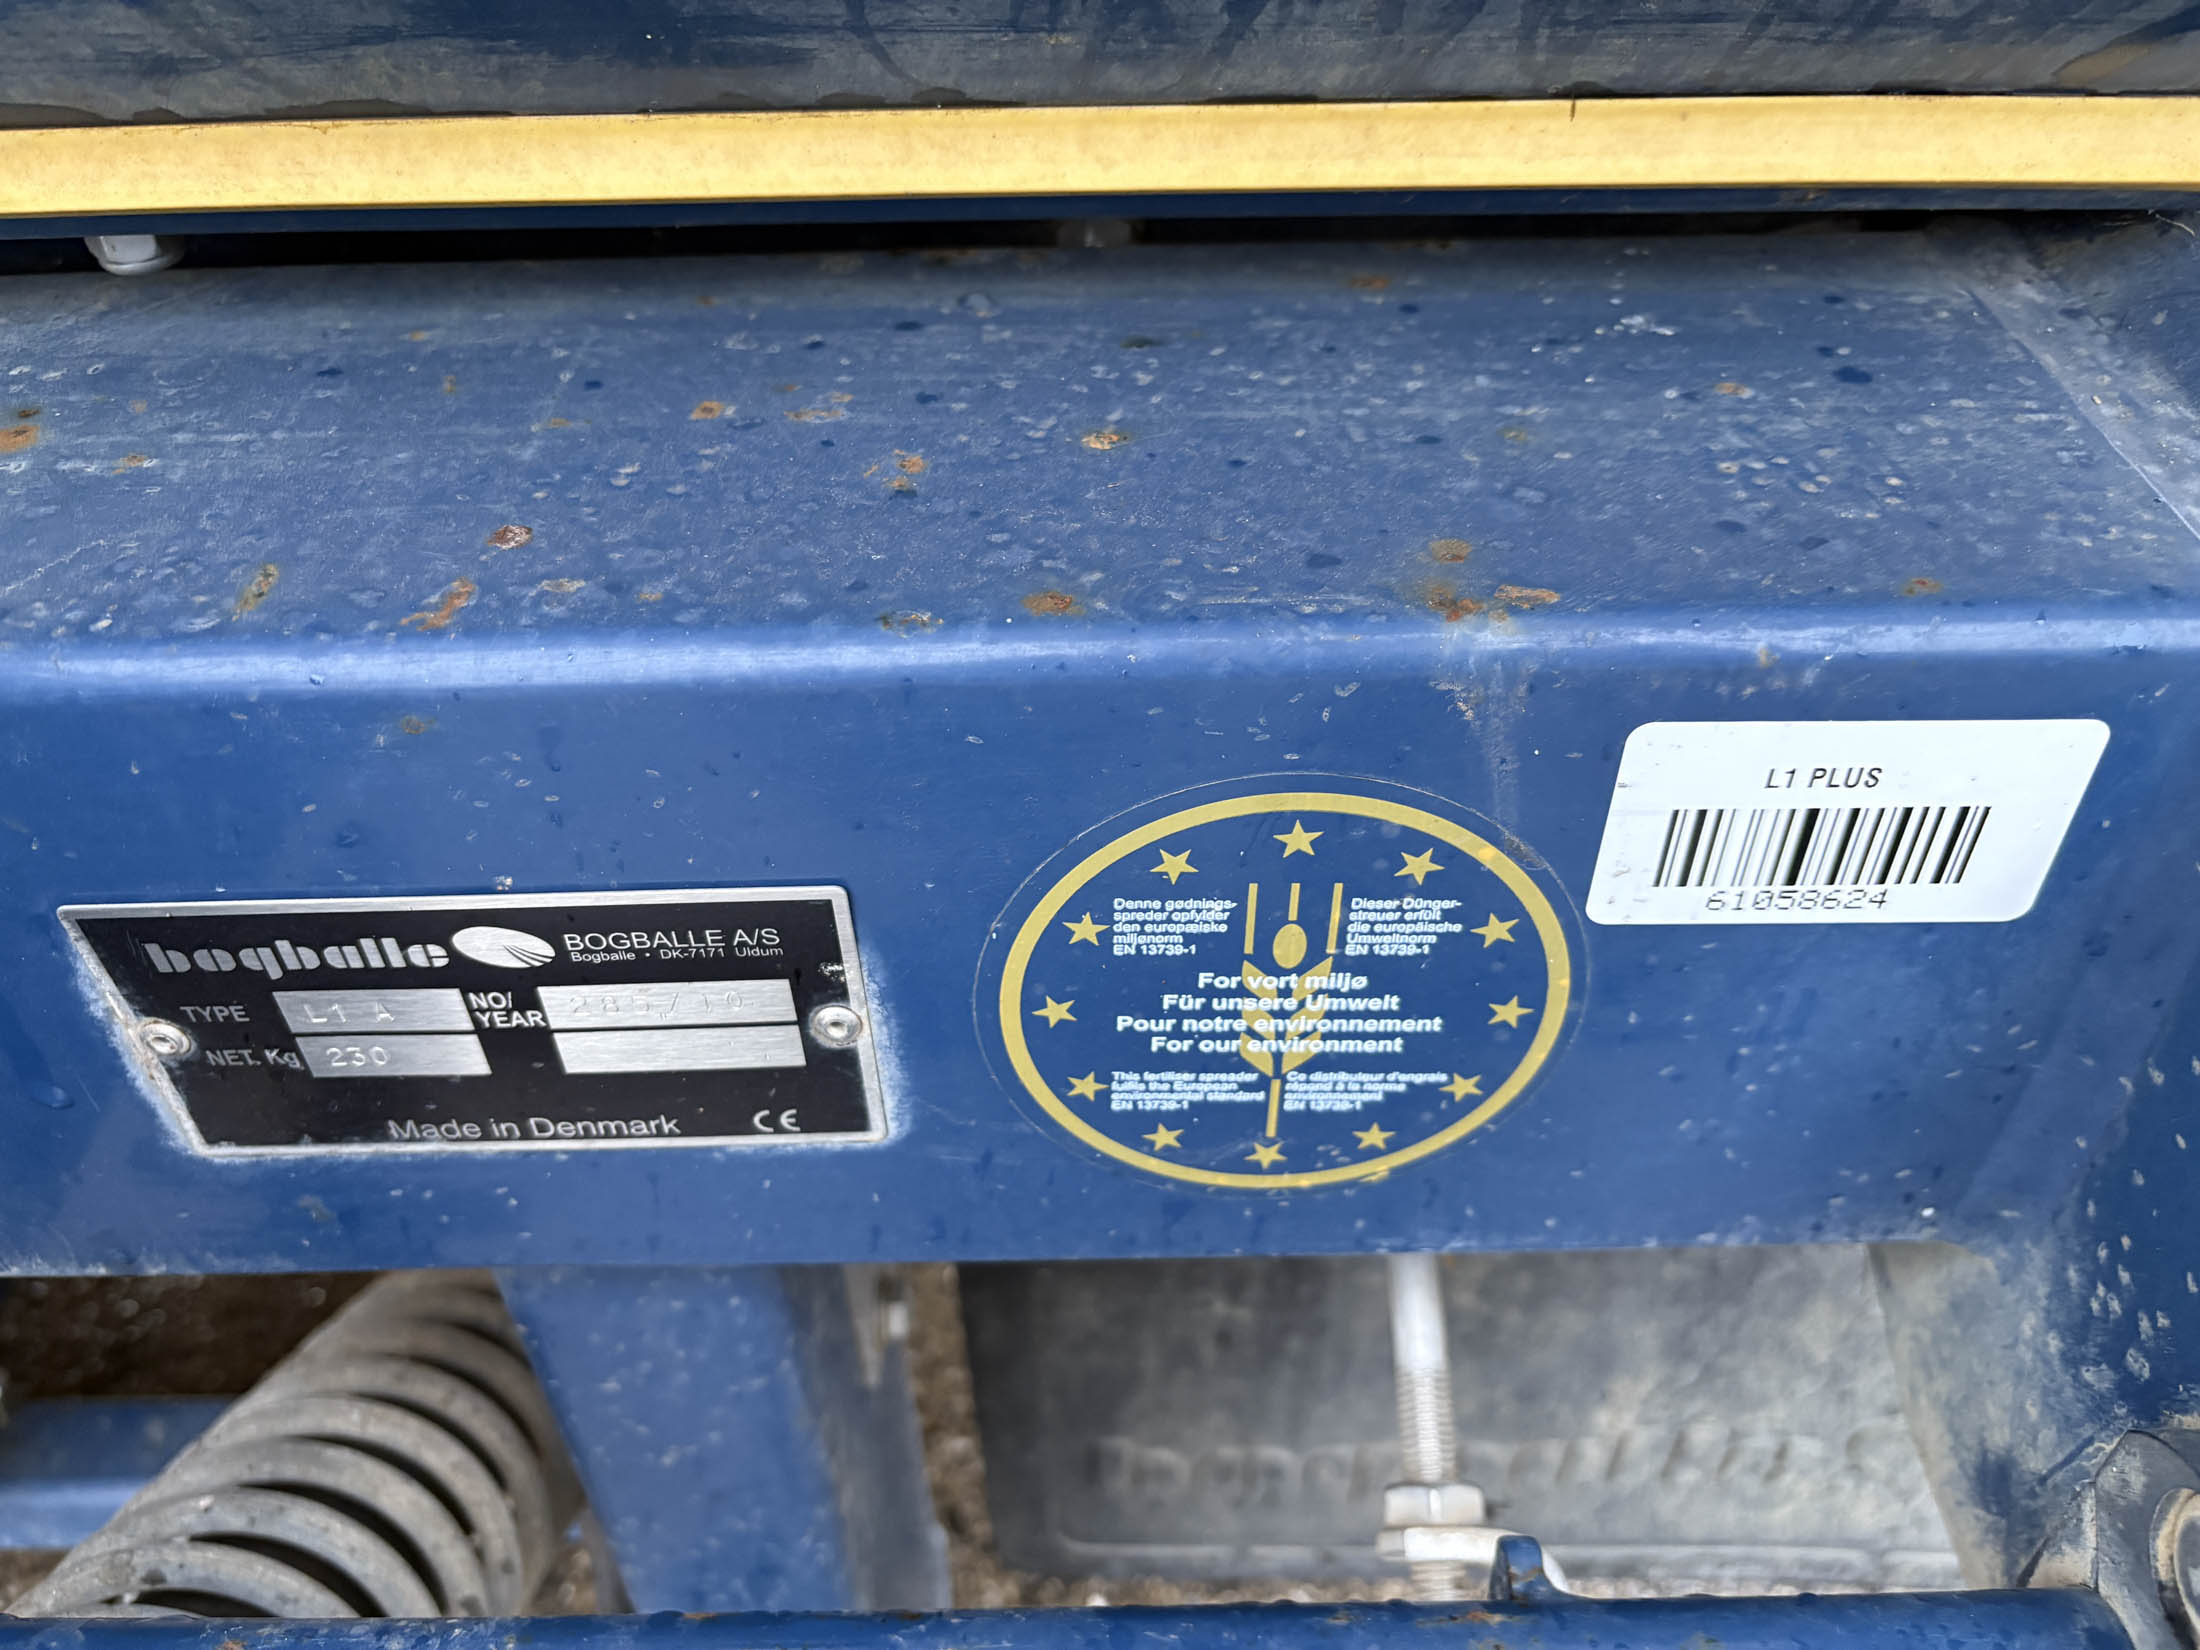 bogballe
BOGBALLE A/S
Bogballe • DK-7171 Uldum
TYPE L1 A
NO/
YEAR 285/10
NET. Kg 230
Made in Denmark CE
Denne gødnings-
spreder opfylder
den europæiske
miljønorm
EN 13739-1
Dieser Dünger-
streuer erfüllt
die europäische
Umweltnorm
EN 13739-1
For vort miljø
Für unsere Umwelt
Pour notre environnement
For our environment
This fertiliser spreader
fulfils the European
environmental standard
EN 13739-1
Ce distributeur d'engrais
répond à la norme
environnement
EN 13739-1
L1 PLUS
61058624
bogballe